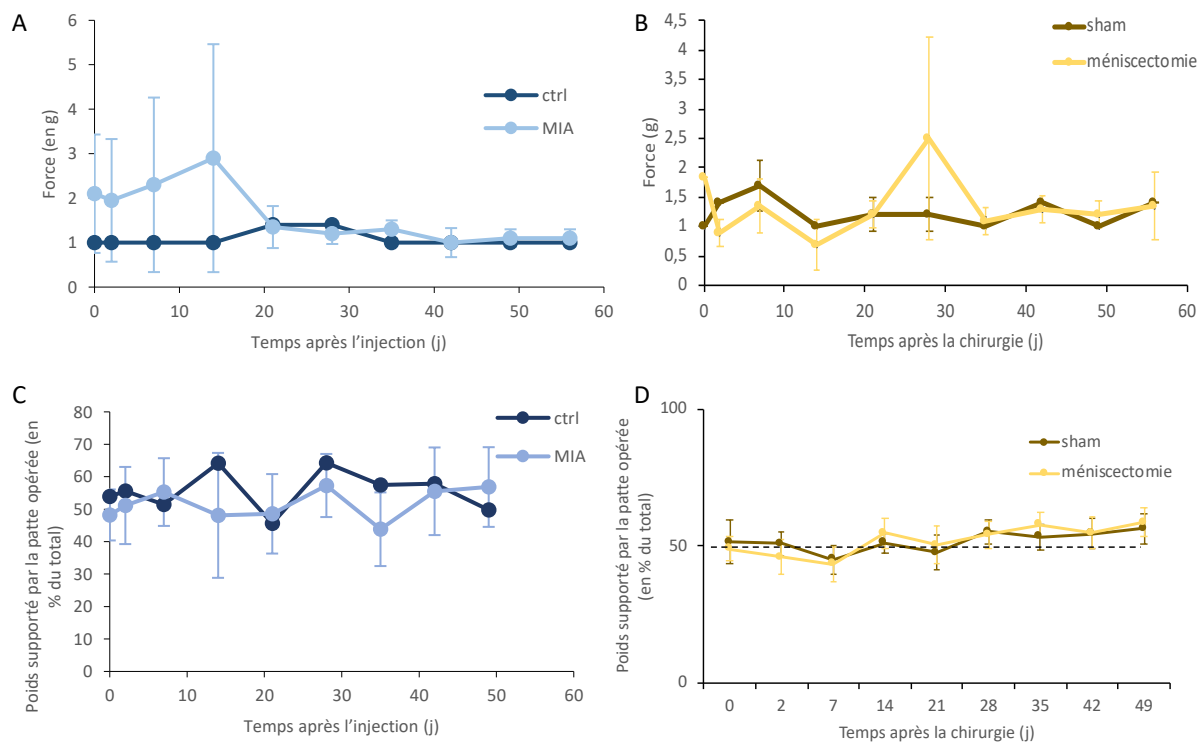 A
6
5
4
3
2
1
0
Force (en g)
ctrl
MIA
0 10 20 30 40 50 60
Temps après l’injection (j)
B
4,5
4
3,5
3
2,5
2
1,5
1
0,5
0
Force (g)
sham
méniscectomie
0 10 20 30 40 50 60
Temps après la chirurgie (j)
C
80
70
60
50
40
30
20
10
0
Poids supporté par la patte opérée (en
% du total)
ctrl
MIA
0 10 20 30 40 50 60
Temps après l’injection (j)
D
100
50
0
Poids supporté par la patte opérée
(en % du total)
sham
méniscectomie
0 2 7 14 21 28 35 42 49
Temps après la chirurgie (j)